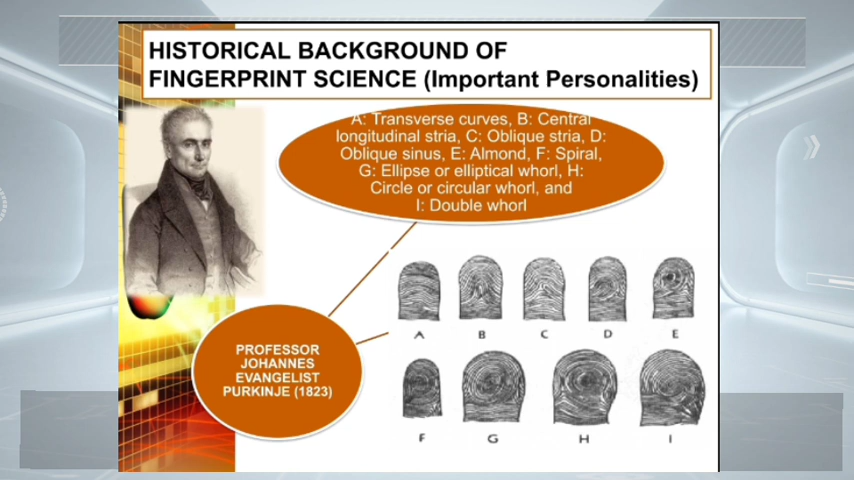 HISTORICAL BACKGROUND OF
FINGERPRINT SCIENCE (Important Personalities)
A: Transverse curves, B: Central
longitudinal stria, C: Oblique stria, D:
Oblique sinus, E: Almond, F: Spiral,
G: Ellipse or elliptical whorl, H:
Circle or circular whorl, and
I: Double whorl
PROFESSOR
JOHANNES
EVANGELIST
PURKINJE (1823)
A B C D E
F G H I